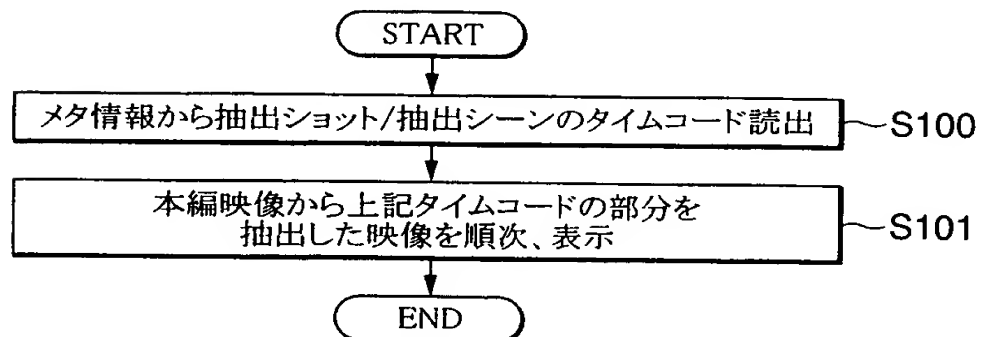 START
メタ情報から抽出ショット/抽出シーンのタイムコード読出
S100
本編映像から上記タイムコードの部分を
抽出した映像を順次、表示
S101
END